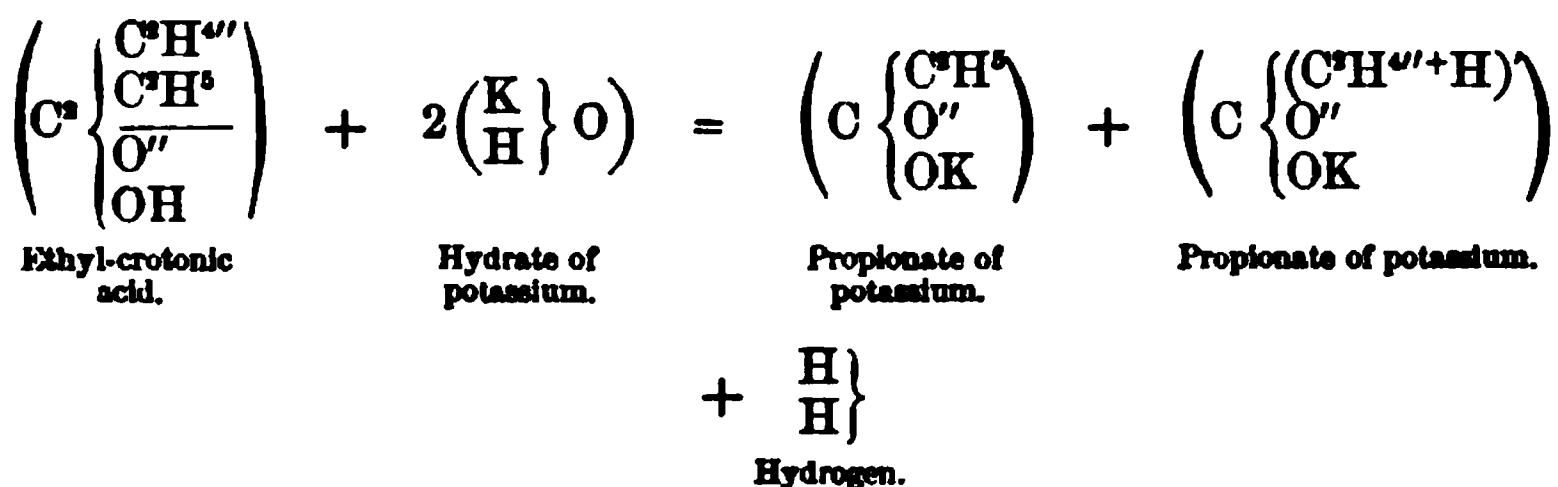 (C² { C²H⁴″ C²H⁵ O″ OH ) + 2(K H } O) = (C { C²H⁵ O″ OK ) + (C { (C²H⁴″+H)′ O″ OK )
Ethyl-crotonic acid. Hydrate of potassium. Propionate of potassium. Propionate of potassium.
+ H H }
Hydrogen.